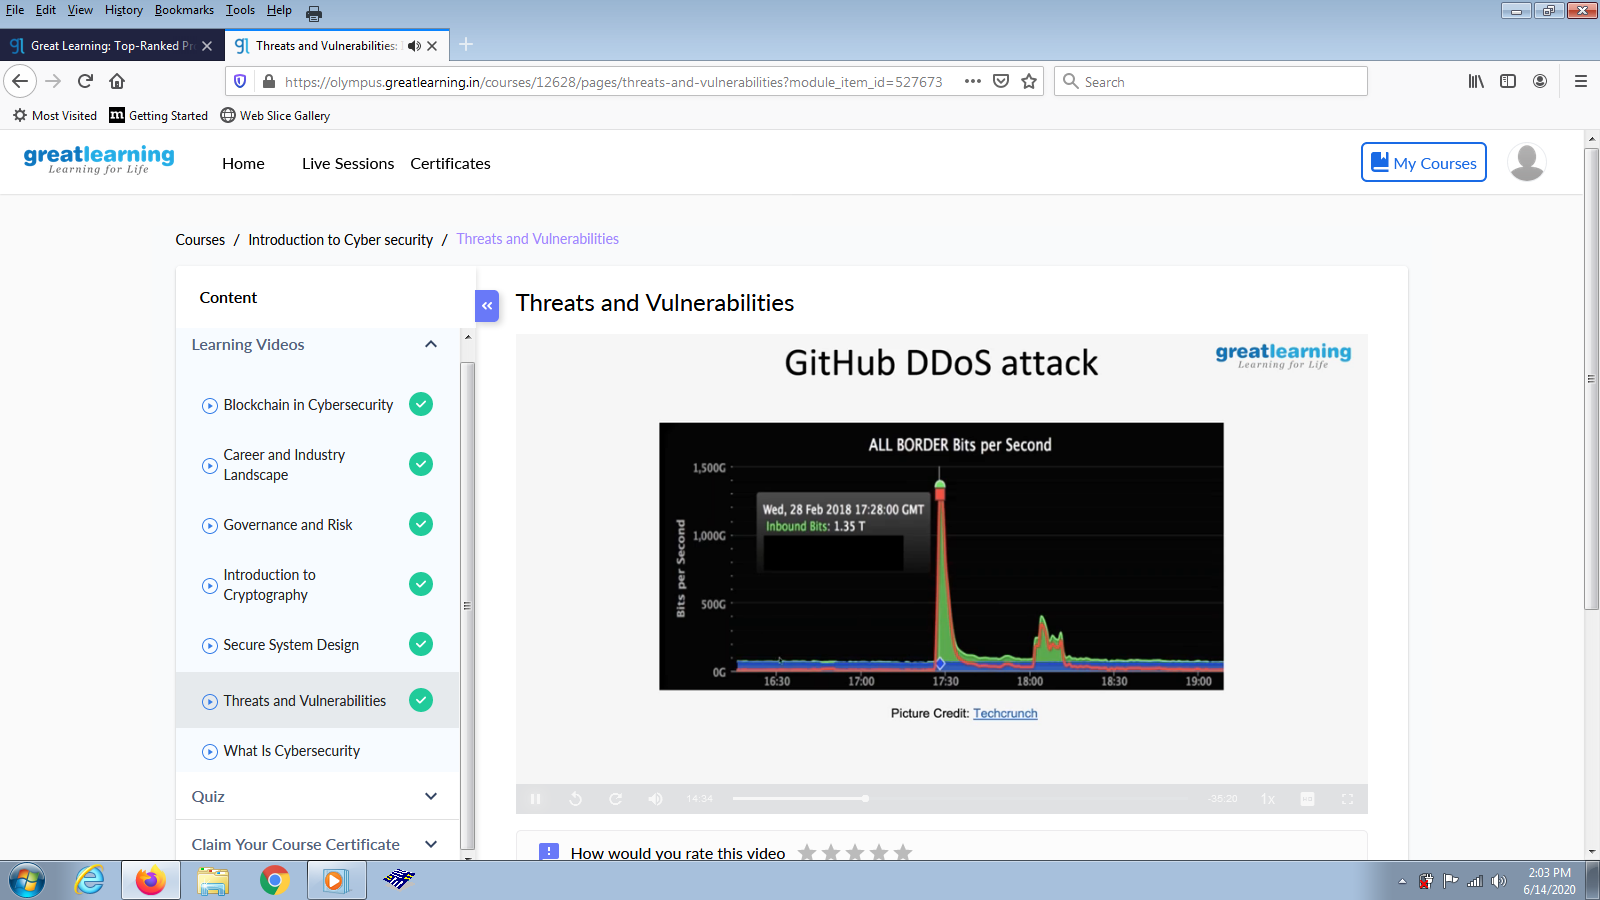 File Edit View History Bookmarks Tools Help
Great Learning: Top-Ranked Pr
Threats and Vulnerabilities:
https://olympus.greatlearning.in/courses/12628/pages/threats-and-vulnerabilities?module_item_id=527673
Search
Most Visited
Getting Started
Web Slice Gallery
greatlearning
Learning for Life
Home Live Sessions Certificates
My Courses
Courses / Introduction to Cyber security / Threats and Vulnerabilities
Content
Learning Videos
Blockchain in Cybersecurity
Career and Industry
Landscape
Governance and Risk
Introduction to
Cryptography
Secure System Design
Threats and Vulnerabilities
What Is Cybersecurity
Quiz
Claim Your Course Certificate
Threats and Vulnerabilities
GitHub DDoS attack
greatlearning
Learning for Life
ALL BORDER Bits per Second
Bits per Second
1,500G
1,000G
500G
0G
Wed, 28 Feb 2018 17:28:00 GMT
Inbound Bits: 1.35 T
16:30 17:00 17:30 18:00 18:30 19:00
Picture Credit: Techcrunch
14:34 -35:20 1x
How would you rate this video
2:03 PM
6/14/2020